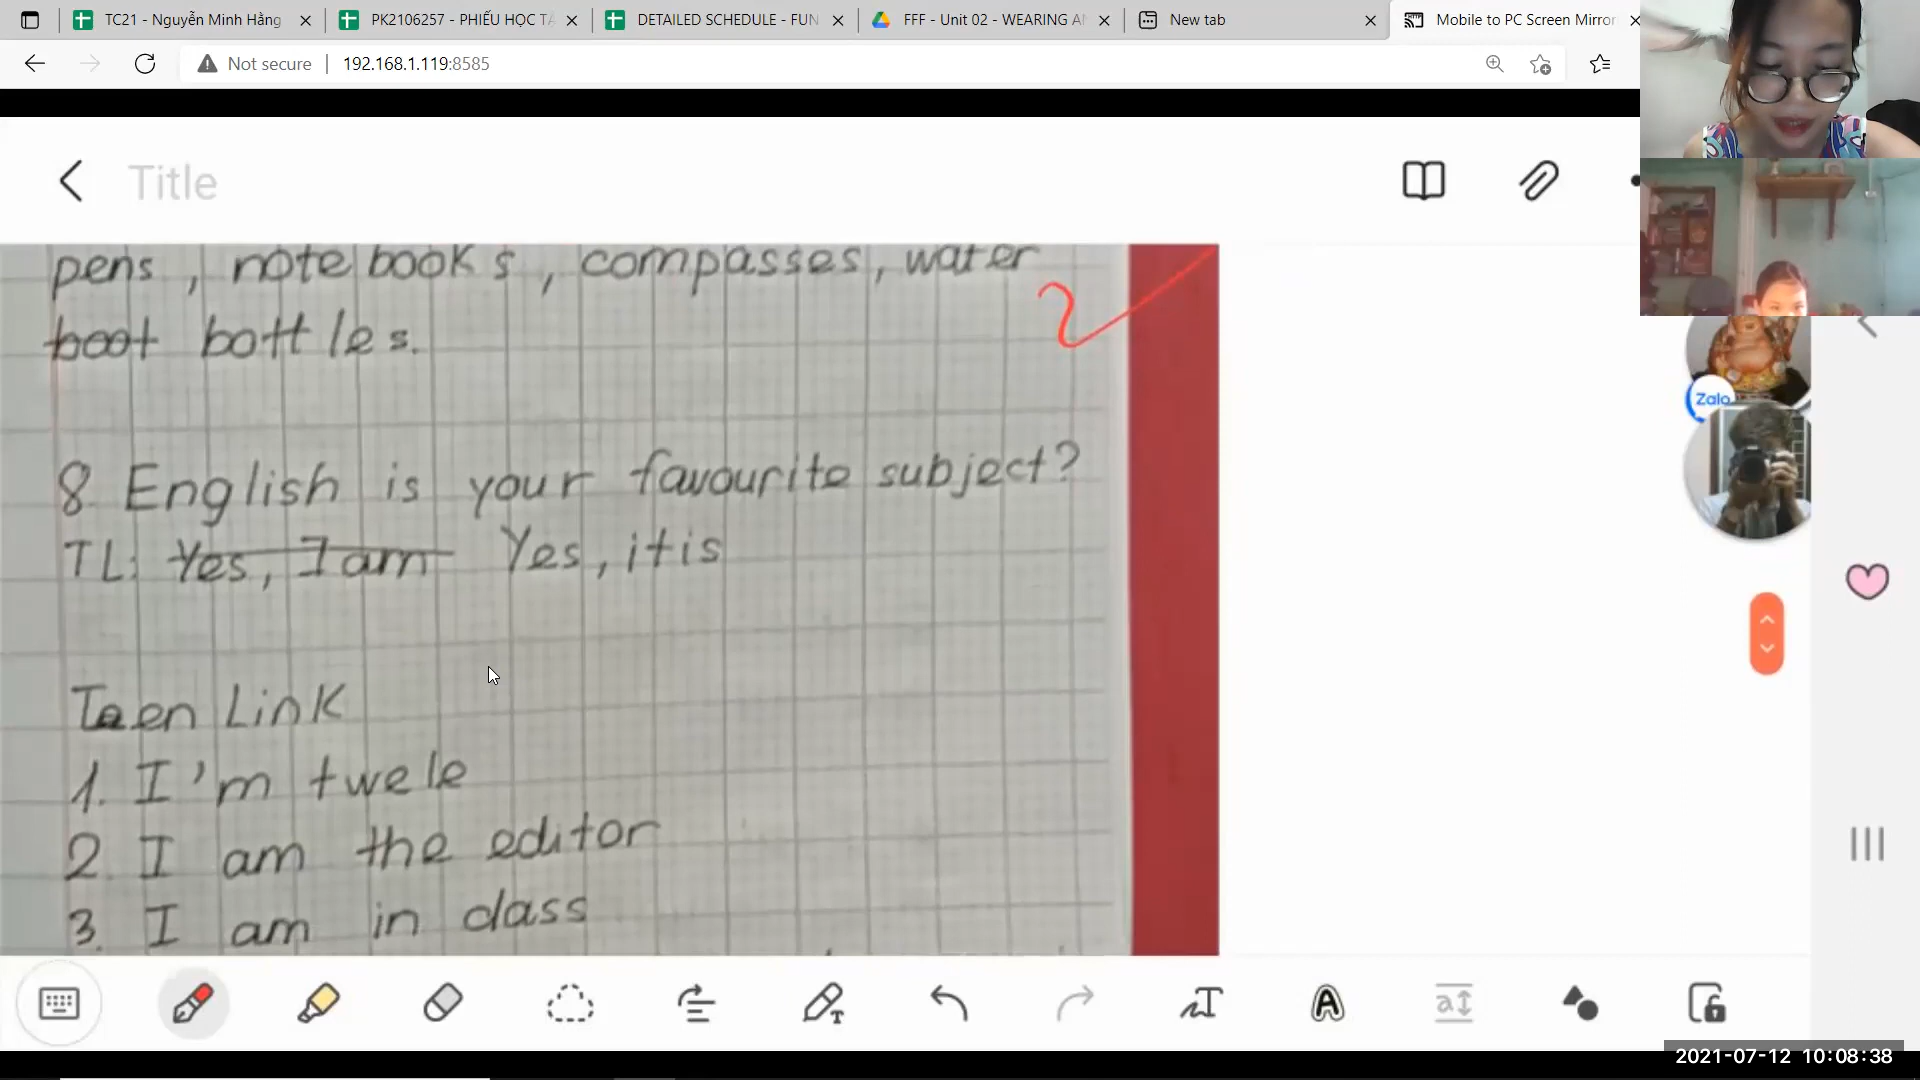 TC21 - Nguyễn Minh Hằng
PK2106257 - PHIẾU HỌC TẬ
DETAILED SCHEDULE - FUN
FFF - Unit 02 - WEARING AN
New tab
Mobile to PC Screen Mirror
Not secure
192.168.1.119:8585
Title
pens, notebooks, compasses, water
boot bottles.
8. English is your favourite subject?
TL: Yes, I am Yes, it is
Teen Link
1. I'm twele
2. I am the editor
3. I am in class
Zalo
2021-07-12 10:08:38